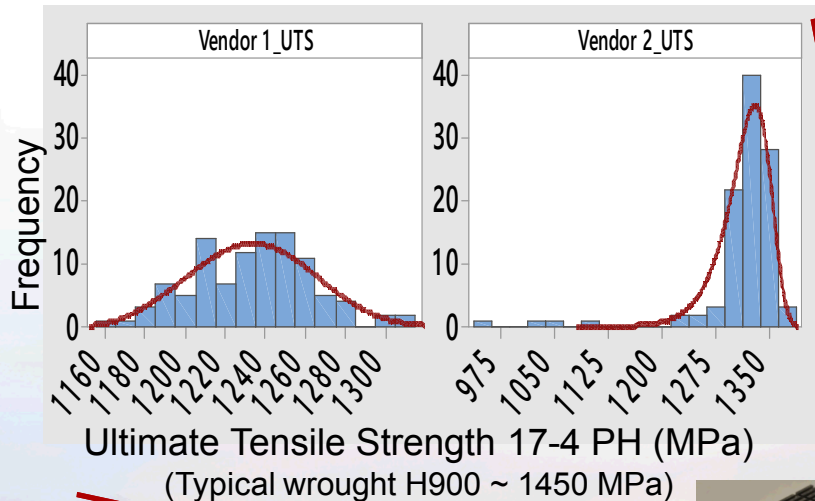 Vendor 1_UTS
Vendor 2_UTS
Frequency
40
30
20
10
0
40
30
20
10
0
1160 1180 1200 1220 1240 1260 1280 1300
975 1050 1125 1200 1275 1350
Ultimate Tensile Strength 17-4 PH (MPa)
(Typical wrought H900 ~ 1450 MPa)